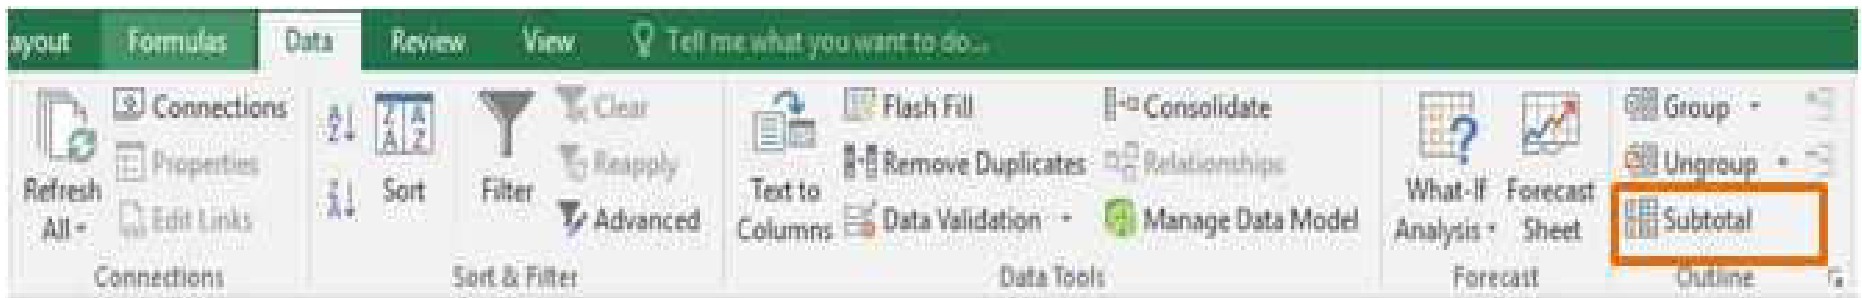 ayout Formulas Data Review View Tell me what you want to do...
Connections Clear Flash Fill Consolidate Group
Properties Reapply Remove Duplicates Relationships Ungroup
Refresh All Sort Filter Text to Columns What-If Analysis Forecast Sheet
Edit Links Advanced Data Validation Manage Data Model Subtotal
Connections Sort & Filter Data Tools Forecast Outline